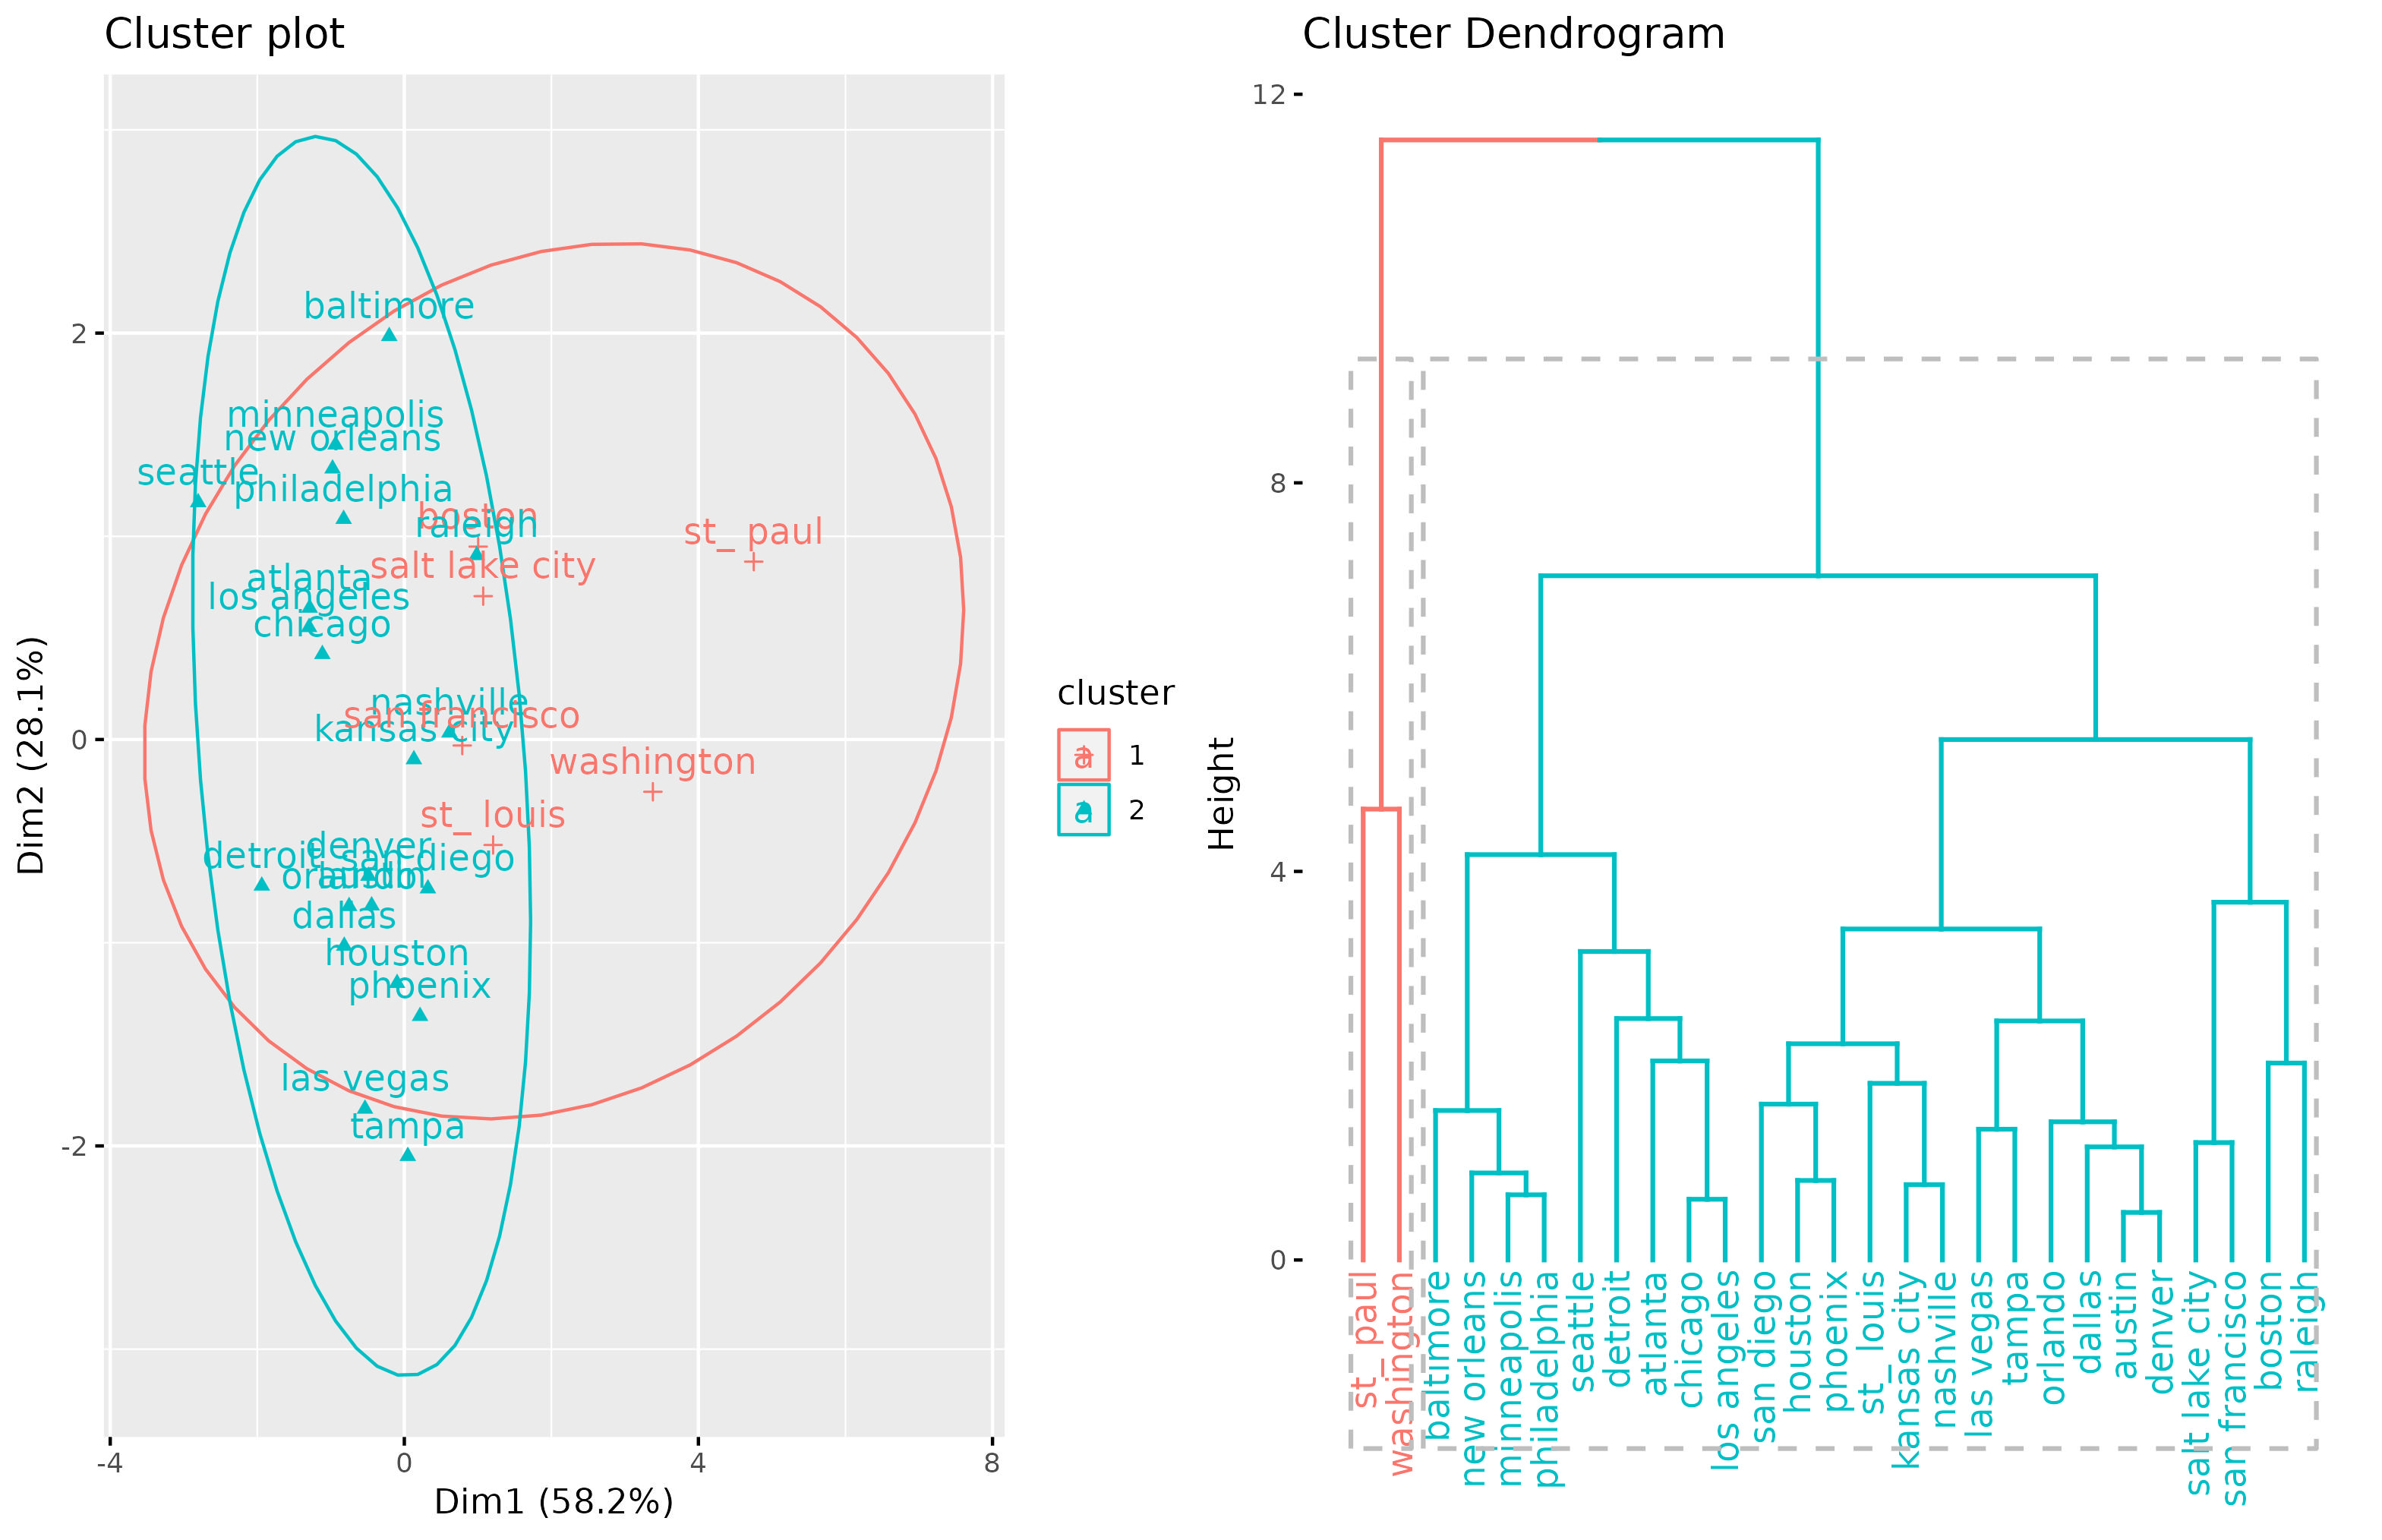 Cluster plot
baltimore
minneapolis
new orleans
seattle
philadelphia
boston
raleigh
st_ paul
salt lake city
atlanta
los angeles
chicago
nashville
san francisco
kansas city
washington
st_ louis
denver
detroit
san diego
orlando
austin
dallas
houston
phoenix
las vegas
tampa
2
0
-2
-4
0
4
8
Dim1 (58.2%)
Dim2 (28.1%)
cluster
a 1
a 2
Cluster Dendrogram
12
8
4
0
Height
st_ paul
washington
baltimore
new orleans
minneapolis
philadelphia
seattle
detroit
atlanta
chicago
los angeles
san diego
houston
phoenix
st_ louis
kansas city
nashville
las vegas
tampa
orlando
dallas
austin
denver
salt lake city
san francisco
boston
raleigh